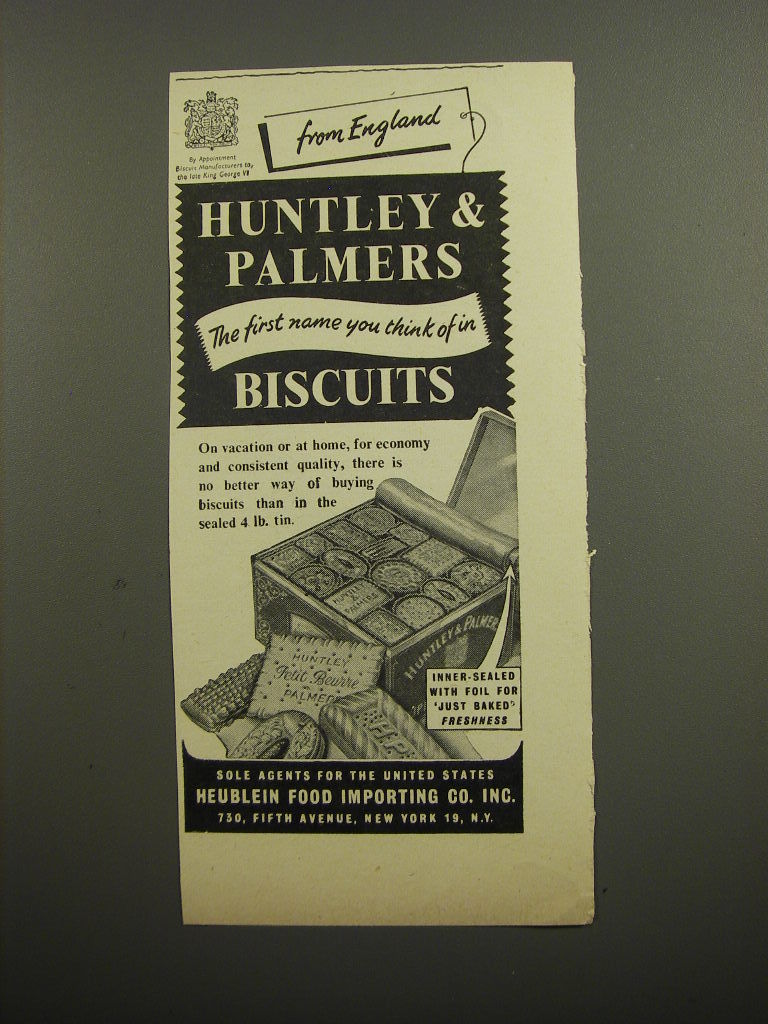 from England
By Appointment
Biscuit Manufacturers to
the late King George VI
HUNTLEY &
PALMERS
The first name you think of in
BISCUITS
On vacation or at home, for economy
and consistent quality, there is
no better way of buying
biscuits than in the
sealed 4 lb. tin.
HUNTLEY & PALMERS
HUNTLEY
Petit Beurre
PALMERS
INNER-SEALED
WITH FOIL FOR
'JUST BAKED'
FRESHNESS
SOLE AGENTS FOR THE UNITED STATES
HEUBLEIN FOOD IMPORTING CO. INC.
730, FIFTH AVENUE, NEW YORK 19, N.Y.